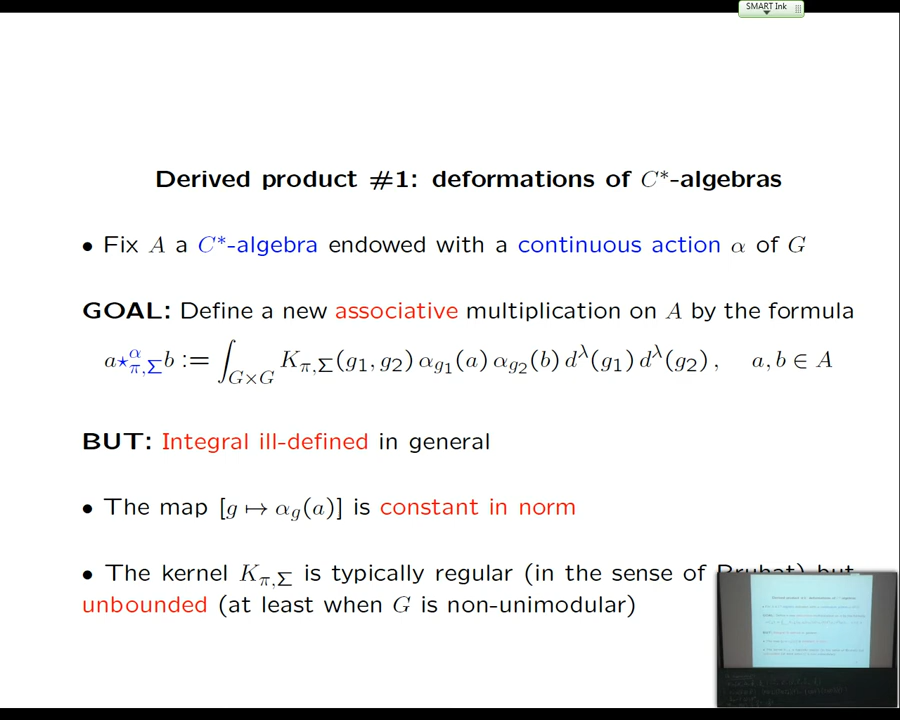 SMART Ink
Derived product #1: deformations of C*-algebras
• Fix A a C*-algebra endowed with a continuous action α of G
GOAL: Define a new associative multiplication on A by the formula
a⋆^α_{π,Σ}b := ∫_{G×G} K_{π,Σ}(g₁, g₂) α_{g₁}(a) α_{g₂}(b) d^λ(g₁) d^λ(g₂) , a, b ∈ A
BUT: Integral ill-defined in general
• The map [g ↦ α_g(a)] is constant in norm
• The kernel K_{π,Σ} is typically regular (in the sense of Bruhat) but
unbounded (at least when G is non-unimodular)